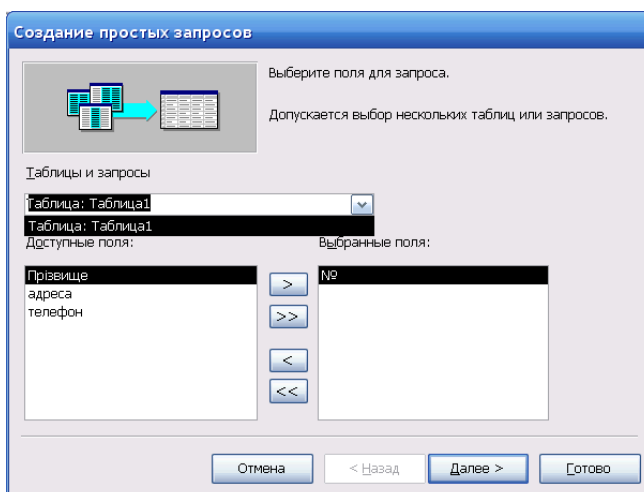 Создание простых запросов
Выберите поля для запроса.
Допускается выбор нескольких таблиц или запросов.
Таблицы и запросы
Таблица: Таблица1
Таблица: Таблица1
Доступные поля:
Выбранные поля:
Прізвище
адреса
телефон
№
>
>>
<
<<
Отмена
< Назад
Далее >
Готово